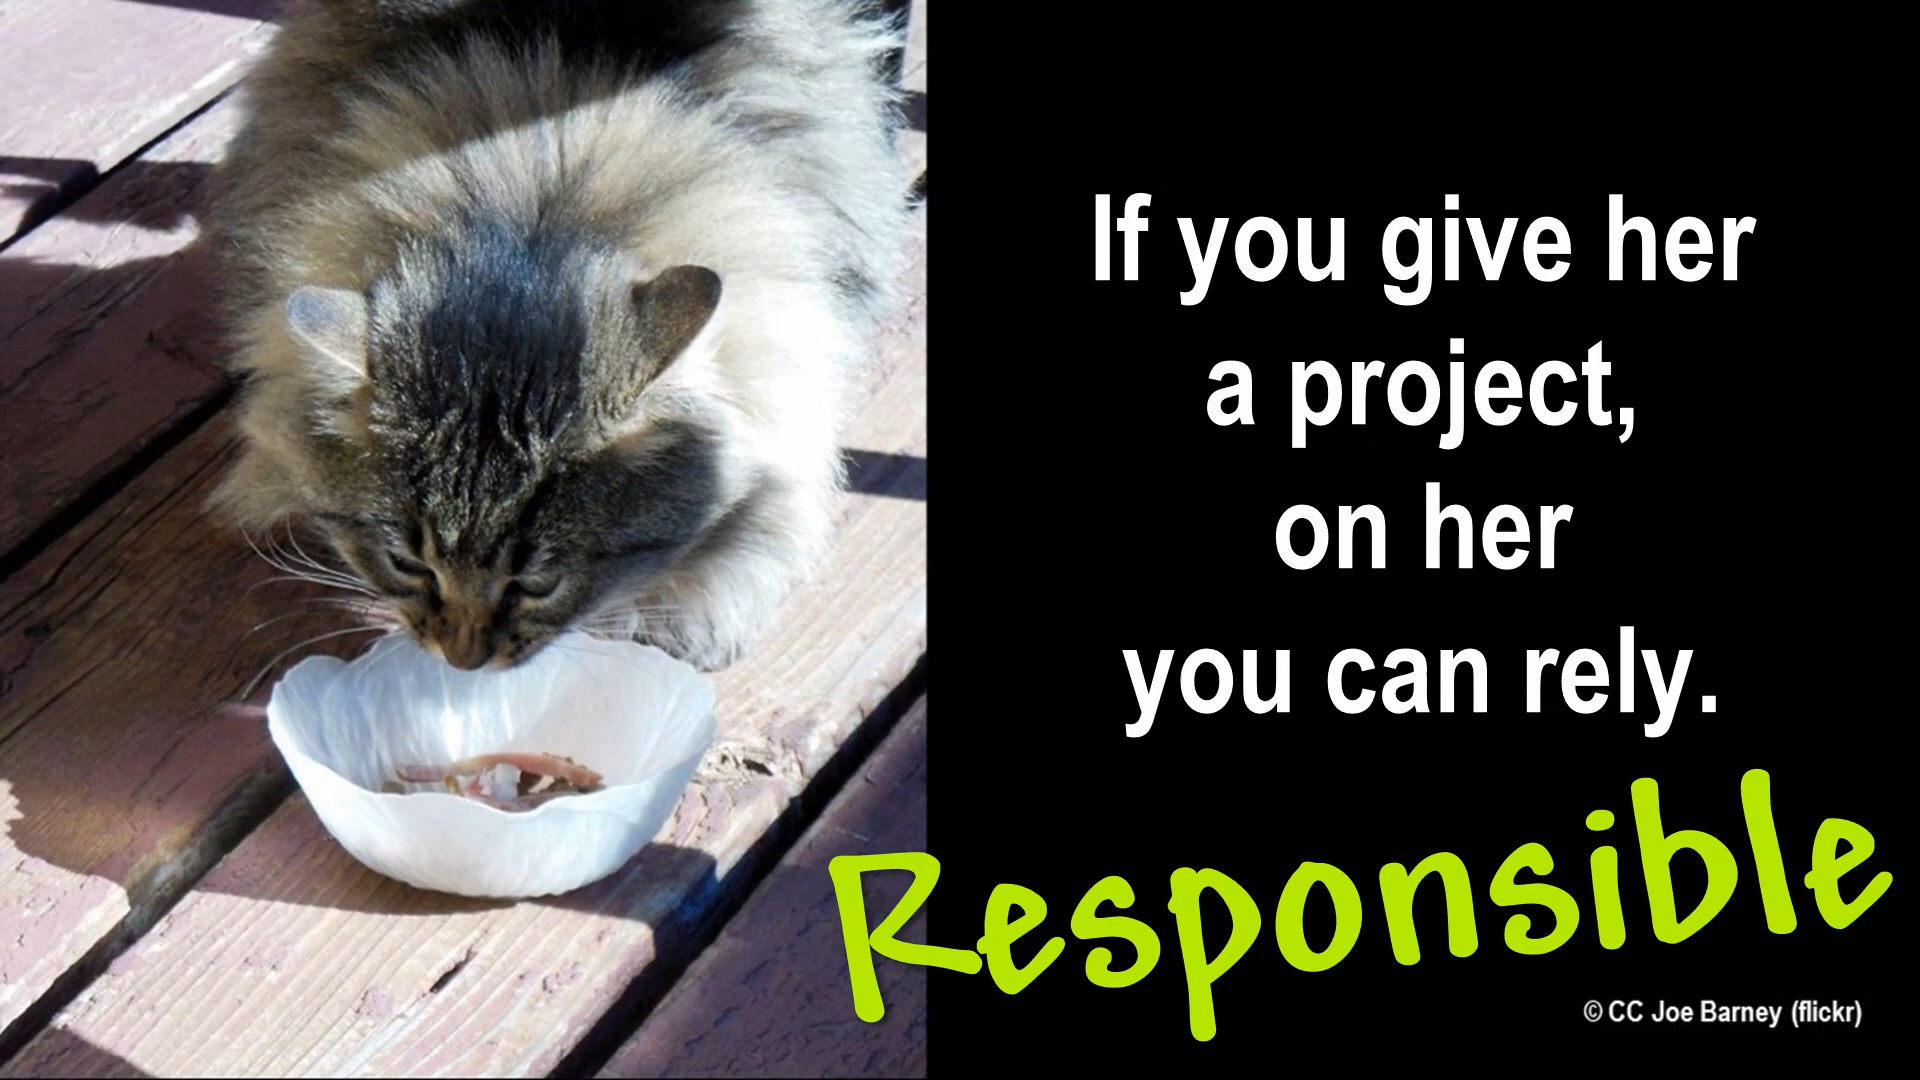 If you give her
a project,
on her
you can rely.
Responsible
© CC Joe Barney (flickr)